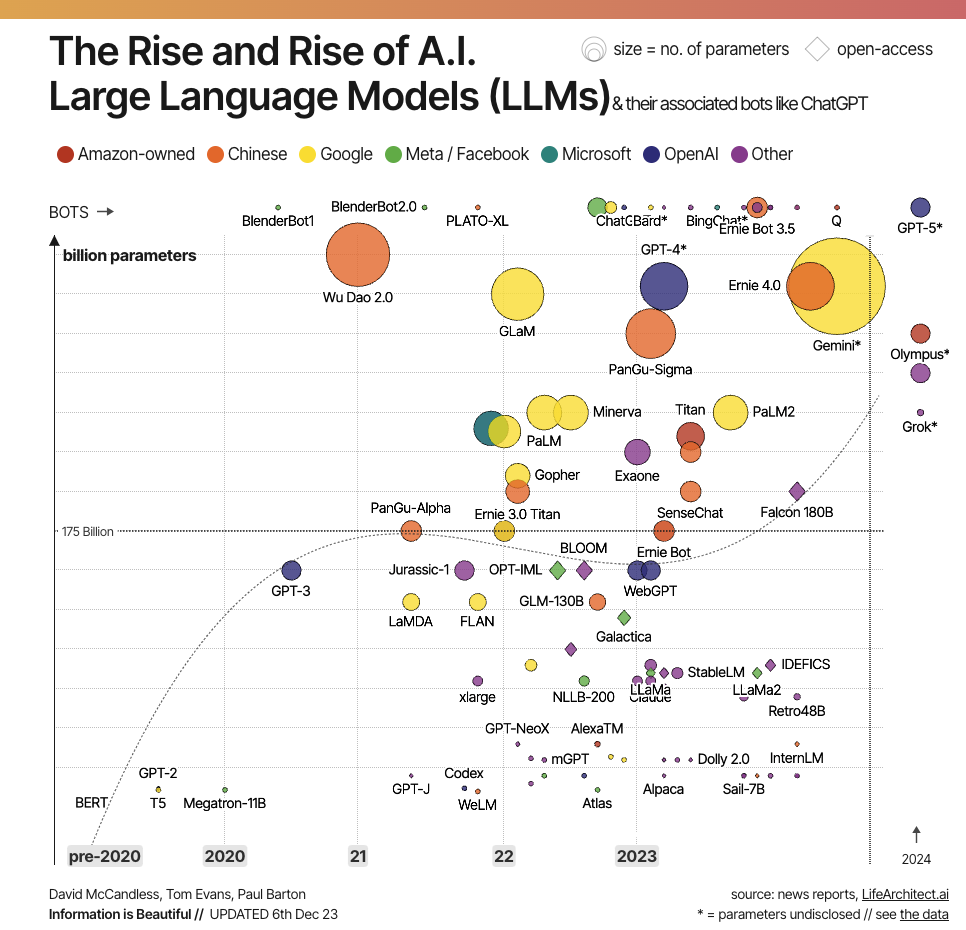 The Rise and Rise of A.I.
size = no. of parameters
open-access
Large Language Models (LLMs) & their associated bots like ChatGPT
Amazon-owned Chinese Google Meta / Facebook Microsoft OpenAI Other
BOTS →
BlenderBot2.0
BlenderBot1
PLATO-XL
ChatGBard*
BingChat*
Q
Ernie Bot 3.5
GPT-5*
billion parameters
GPT-4*
Ernie 4.0
Wu Dao 2.0
GLaM
Gemini*
Olympus*
PanGu-Sigma
Titan
Minerva
PaLM2
Grok*
PaLM
Gopher
Exaone
PanGu-Alpha
Ernie 3.0 Titan
SenseChat
Falcon 180B
175 Billion
BLOOM
Ernie Bot
Jurassic-1
OPT-IML
GPT-3
WebGPT
GLM-130B
LaMDA
FLAN
Galactica
IDEFICS
StableLM
xlarge
NLLB-200
LLaMa
Claude
LLaMa2
Retro48B
GPT-NeoX
AlexaTM
mGPT
Dolly 2.0
InternLM
GPT-2
Codex
GPT-J
Alpaca
Sail-7B
BERT
T5
Megatron-11B
WeLM
Atlas
pre-2020 2020 21 22 2023
2024
David McCandless, Tom Evans, Paul Barton
source: news reports, LifeArchitect.ai
Information is Beautiful // UPDATED 6th Dec 23
* = parameters undisclosed // see the data